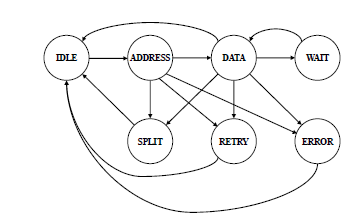 IDLE
ADDRESS
DATA
WAIT
SPLIT
RETRY
ERROR